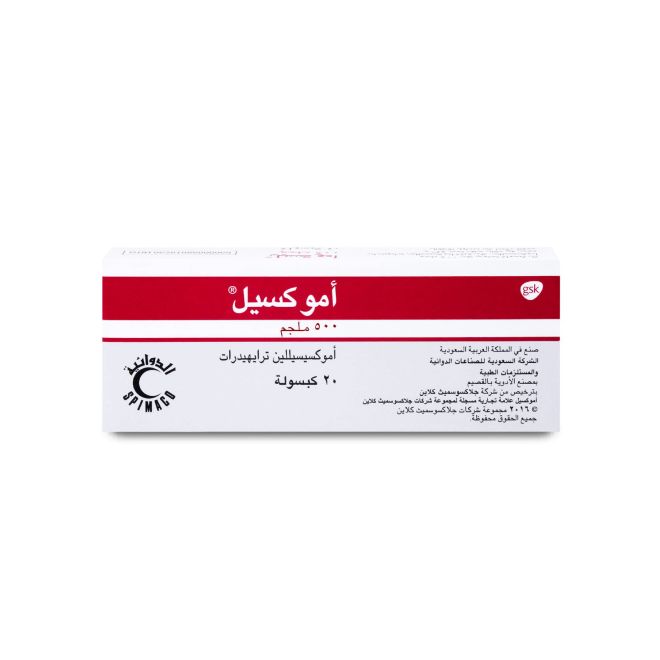 أموكسيل®
٥٠٠ ملجم
أموكسيسيللين ترايهيدرات
٢٠ كبسولة
gsk
صنع في المملكة العربية السعودية
الشركة السعودية للصناعات الدوائية
والمستلزمات الطبية
بمصنع الأدوية بالقصيم
بترخيص من شركة جلاكسوسميث كلاين
أموكسيل علامة تجارية مسجلة لمجموعة شركات جلاكسوسميث كلاين
© ٢٠١٦ مجموعة شركات جلاكسوسميث كلاين
جميع الحقوق محفوظة.
الدوائية
SPIMACO